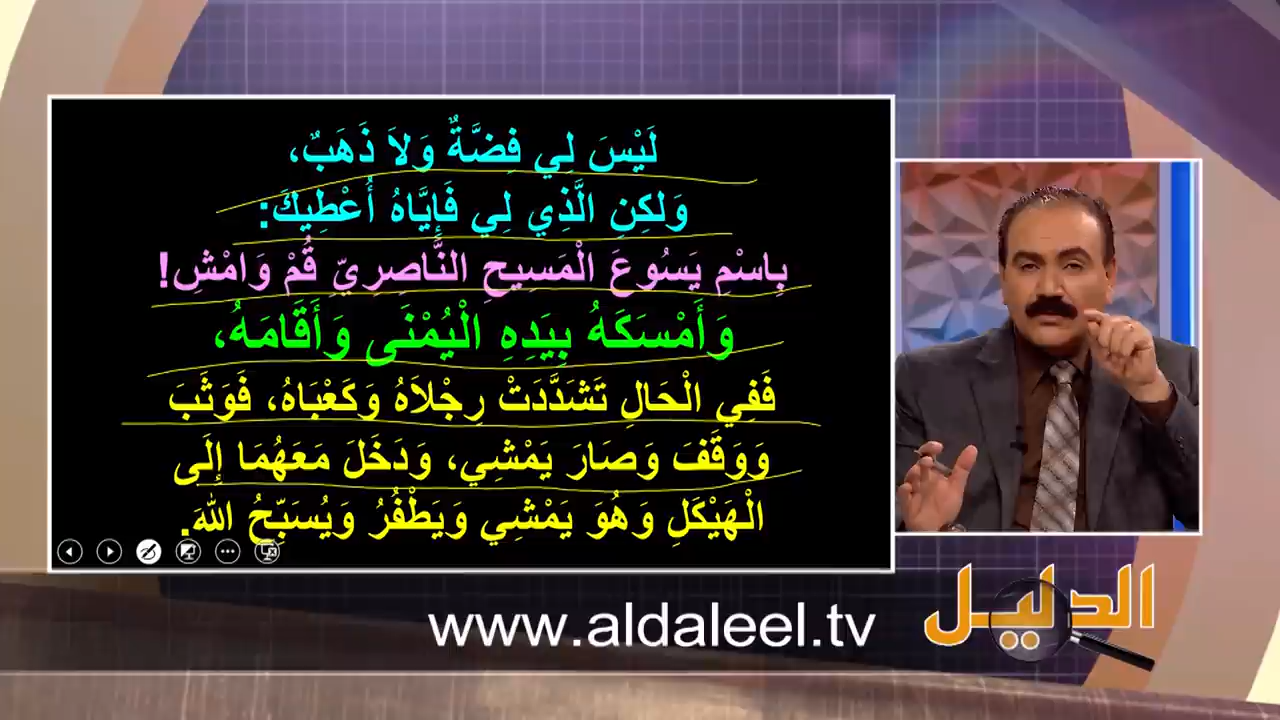 لَيْسَ لِي فِضَّةٌ وَلاَ ذَهَبٌ،
وَلكِنِ الَّذِي لِي فَإِيَّاهُ أُعْطِيكَ:
بِاسْمِ يَسُوعَ الْمَسِيحِ النَّاصِرِيِّ قُمْ وَامْشِ!
وَأَمْسَكَهُ بِيَدِهِ الْيُمْنَى وَأَقَامَهُ،
فَفِي الْحَالِ تَشَدَّدَتْ رِجْلاَهُ وَكَعْبَاهُ، فَوَثَبَ
وَوَقَفَ وَصَارَ يَمْشِي، وَدَخَلَ مَعَهُمَا إِلَى
الْهَيْكَلِ وَهُوَ يَمْشِي وَيَطْفُرُ وَيُسَبِّحُ اللهَ.
www.aldaleel.tv
الدليل